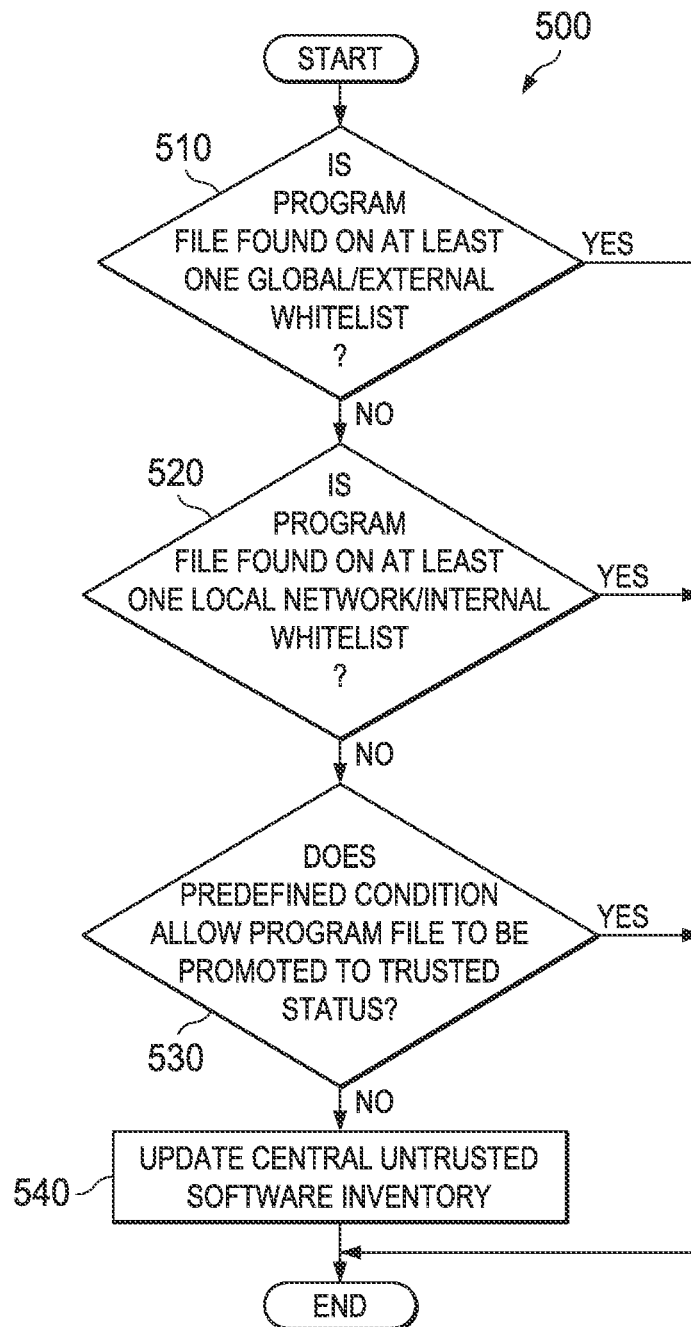 500
START
510
IS
PROGRAM
FILE FOUND ON AT LEAST
ONE GLOBAL/EXTERNAL
WHITELIST
?
YES
NO
520
IS
PROGRAM
FILE FOUND ON AT LEAST
ONE LOCAL NETWORK/INTERNAL
WHITELIST
?
YES
NO
DOES
PREDEFINED CONDITION
ALLOW PROGRAM FILE TO BE
PROMOTED TO TRUSTED
STATUS?
YES
530
NO
540
UPDATE CENTRAL UNTRUSTED
SOFTWARE INVENTORY
END